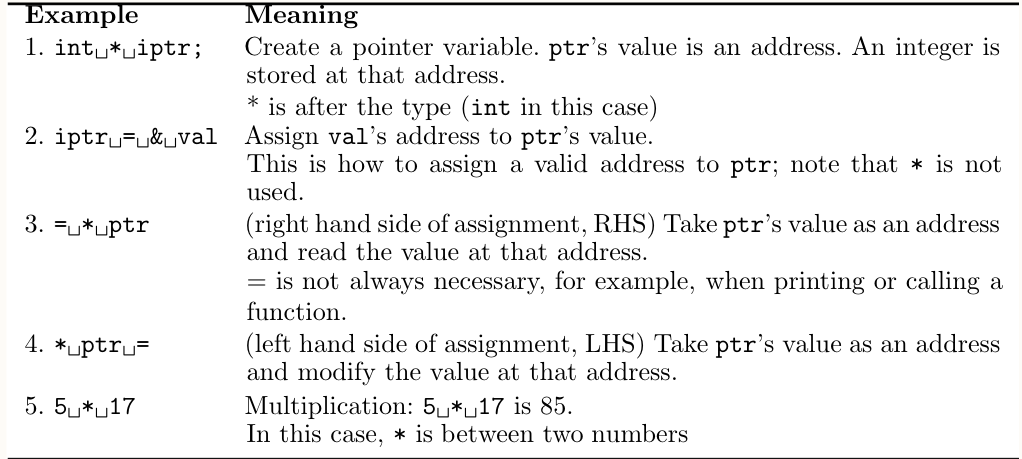 Example Meaning
1. int␣*␣iptr; Create a pointer variable. ptr's value is an address. An integer is
stored at that address.
* is after the type (int in this case)
2. iptr␣=␣&␣val Assign val's address to ptr's value.
This is how to assign a valid address to ptr; note that * is not
used.
3. =␣*␣ptr (right hand side of assignment, RHS) Take ptr's value as an address
and read the value at that address.
= is not always necessary, for example, when printing or calling a
function.
4. *␣ptr␣= (left hand side of assignment, LHS) Take ptr's value as an address
and modify the value at that address.
5. 5␣*␣17 Multiplication: 5␣*␣17 is 85.
In this case, * is between two numbers